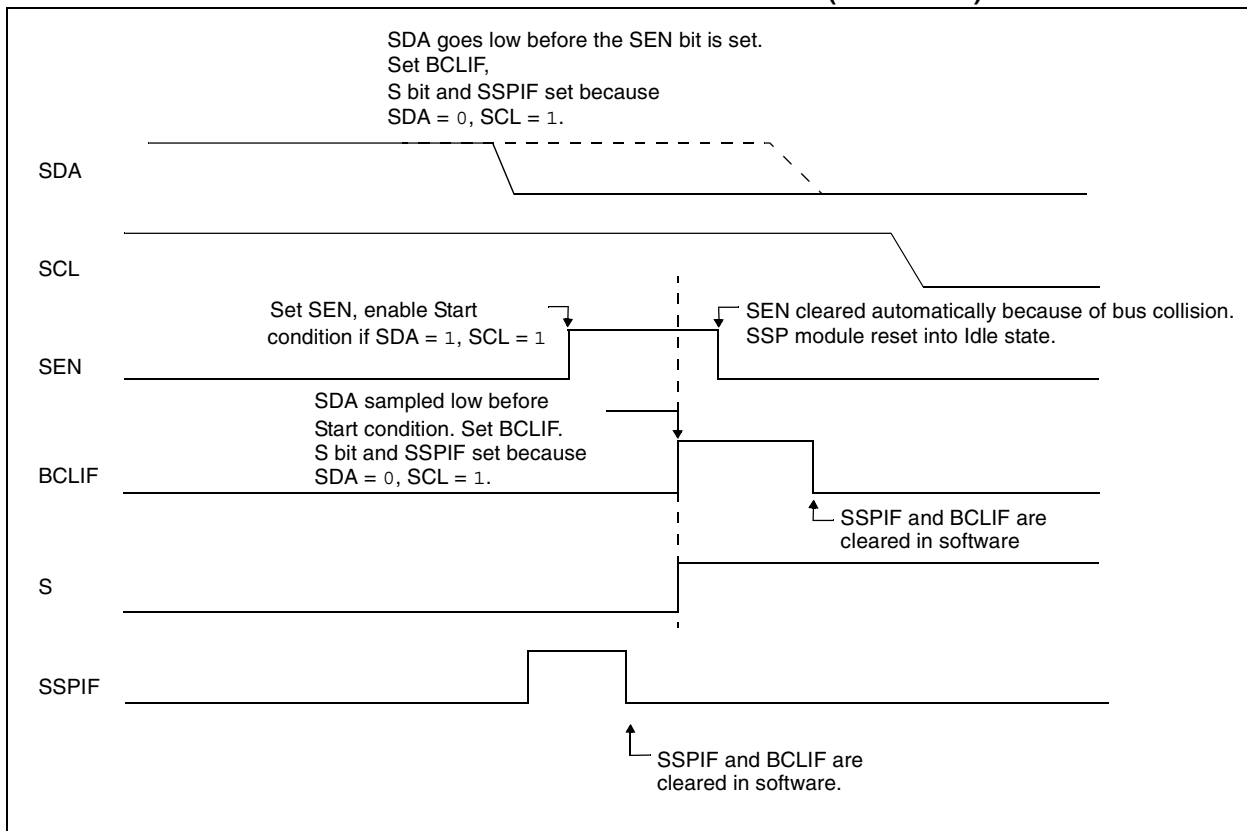 SDA goes low before the SEN bit is set.
Set BCLIF,
S bit and SSPIF set because
SDA = 0, SCL = 1.
SDA
SCL
Set SEN, enable Start
condition if SDA = 1, SCL = 1
SEN cleared automatically because of bus collision.
SSP module reset into Idle state.
SEN
SDA sampled low before
Start condition. Set BCLIF.
S bit and SSPIF set because
SDA = 0, SCL = 1.
BCLIF
SSPIF and BCLIF are
cleared in software
S
SSPIF
SSPIF and BCLIF are
cleared in software.